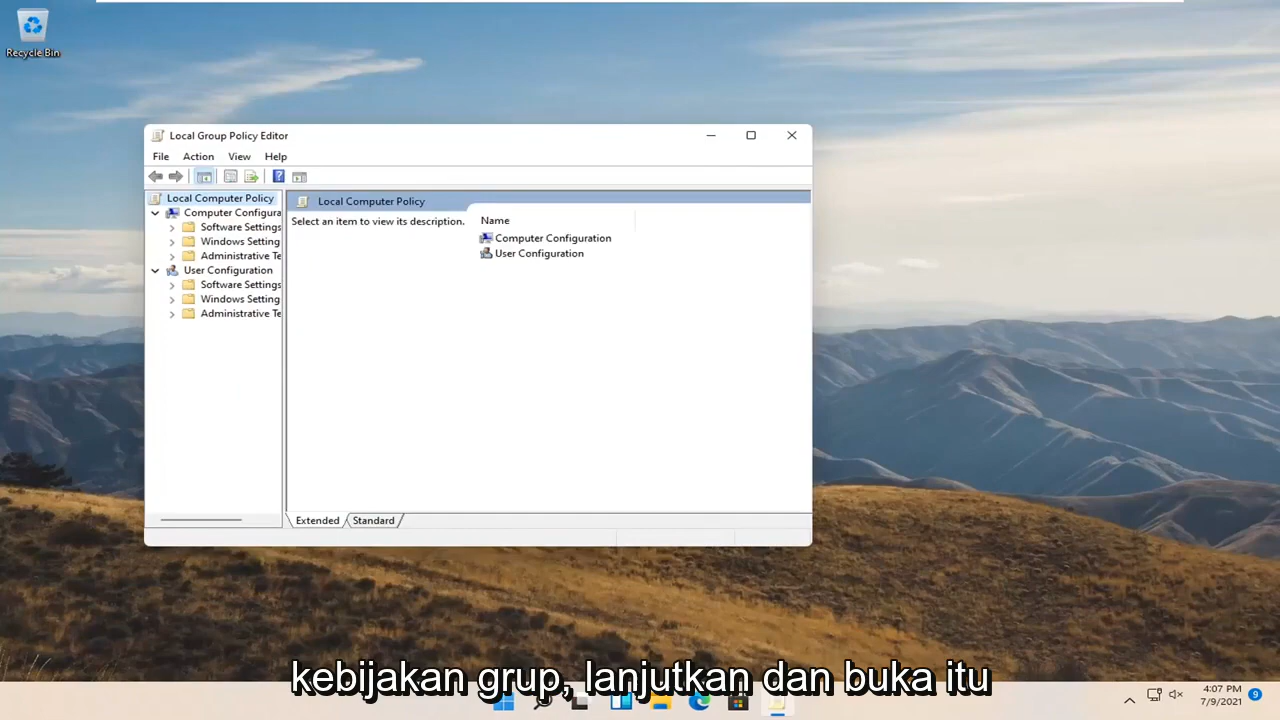 Recycle Bin
Local Group Policy Editor
File Action View Help
Local Computer Policy
Computer Configura
Software Settings
Windows Setting
Administrative Te
User Configuration
Software Settings
Windows Setting
Administrative Te
Local Computer Policy
Select an item to view its description.
Name
Computer Configuration
User Configuration
Extended Standard
kebijakan grup, lanjutkan dan buka itu
4:07 PM
7/9/2021
9